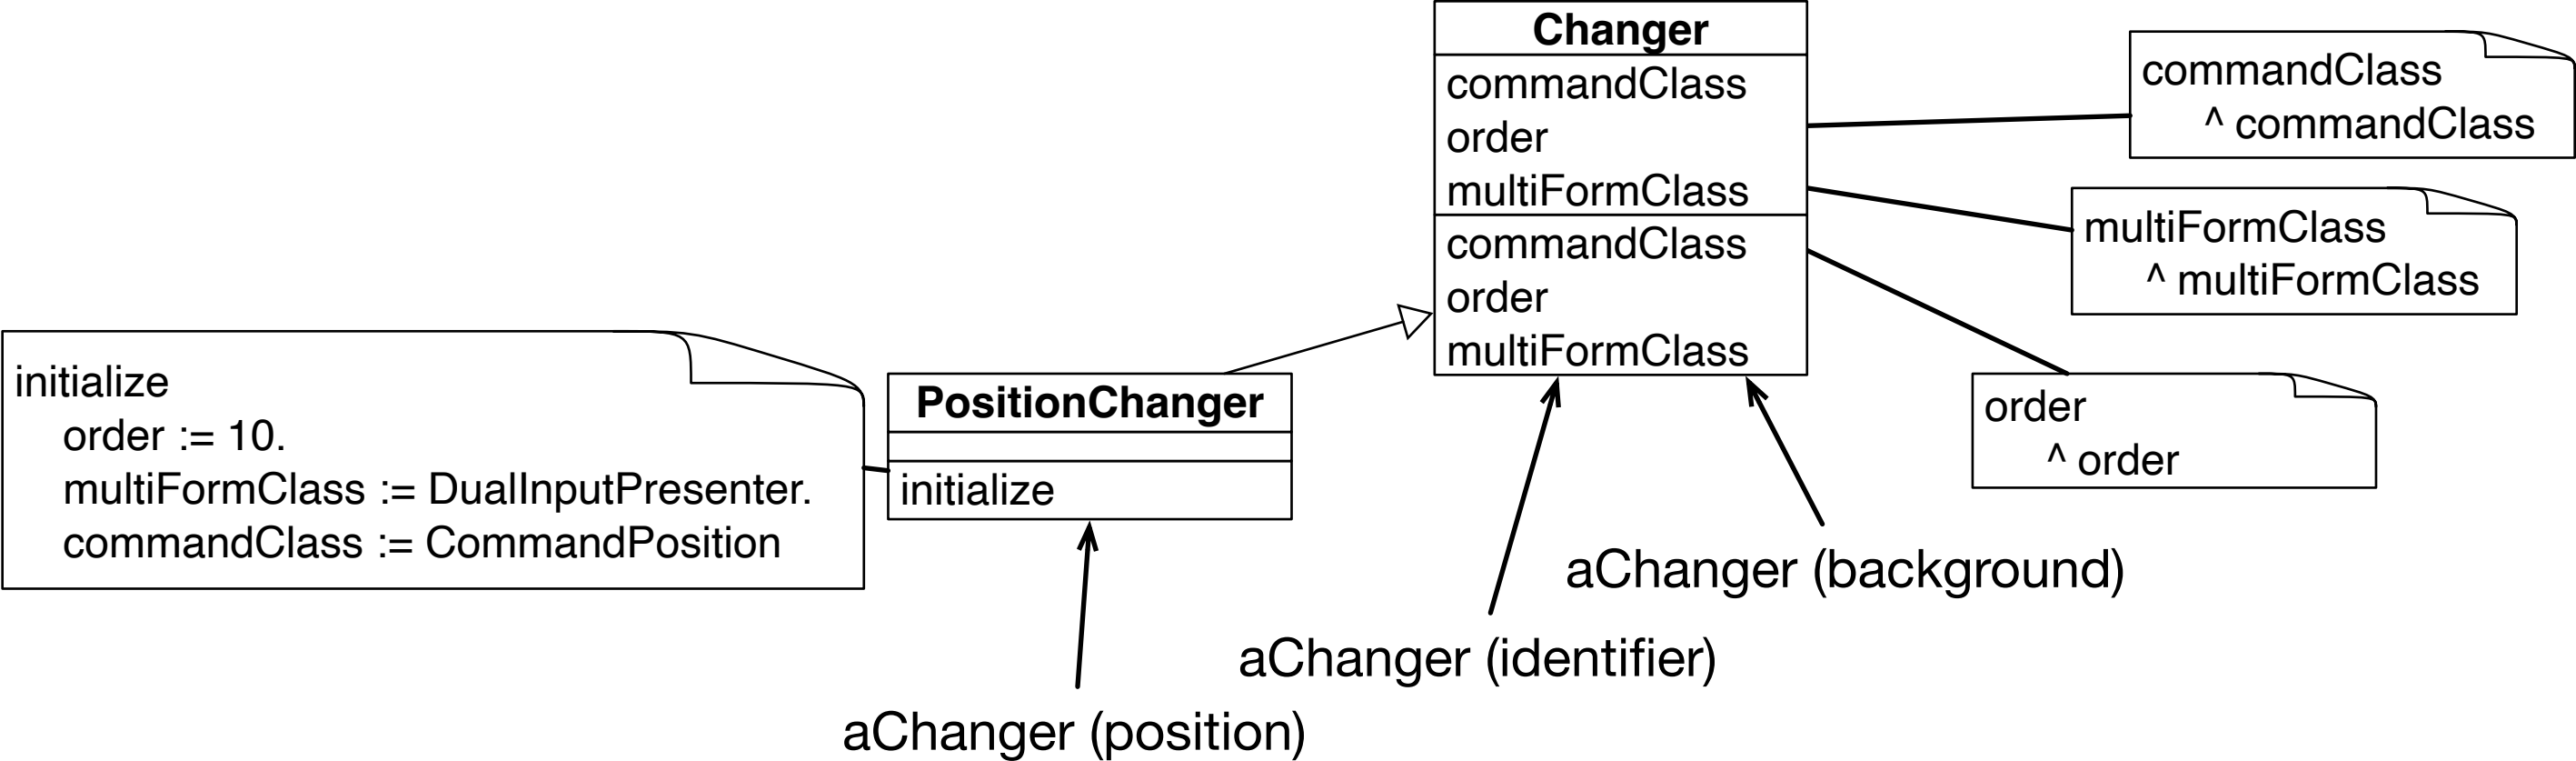 Changer
commandClass
order
multiFormClass
commandClass
order
multiFormClass
commandClass
^ commandClass
multiFormClass
^ multiFormClass
order
^ order
initialize
order := 10.
multiFormClass := DualInputPresenter.
commandClass := CommandPosition
PositionChanger
initialize
aChanger (background)
aChanger (identifier)
aChanger (position)